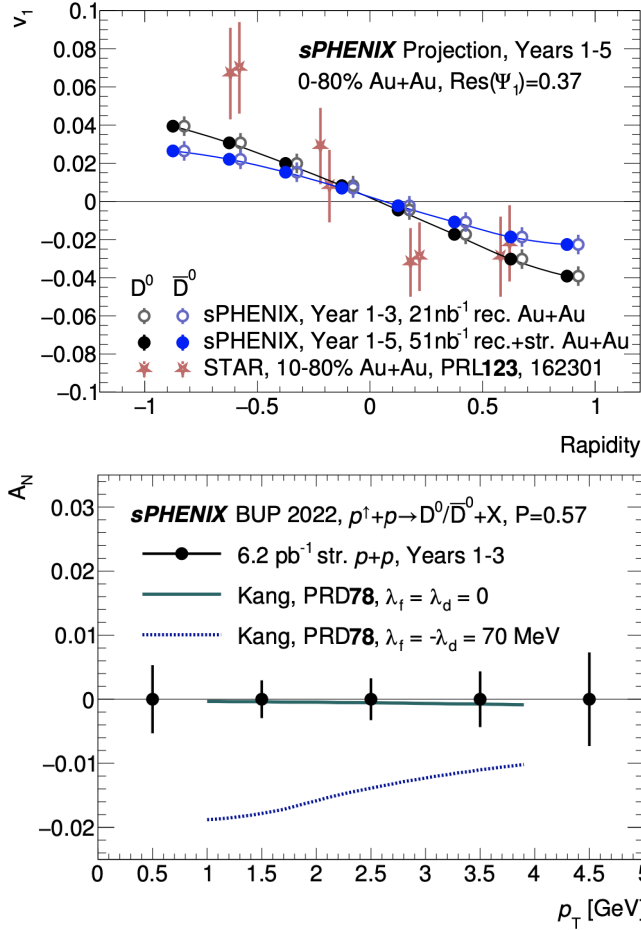 v₁
0.1
sPHENIX Projection, Years 1-5
0.08
0-80% Au+Au, Res(Ψ₁)=0.37
0.06
0.04
0.02
0
−0.02
−0.04
D⁰ D̅⁰
sPHENIX, Year 1-3, 21nb⁻¹ rec. Au+Au
−0.06
sPHENIX, Year 1-5, 51nb⁻¹ rec.+str. Au+Au
−0.08
STAR, 10-80% Au+Au, PRL123, 162301
−0.1
−1 −0.5 0 0.5 1
Rapidity
A_N
0.03
sPHENIX BUP 2022, p↑+p→D⁰/D̅⁰+X, P=0.57
6.2 pb⁻¹ str. p+p, Years 1-3
0.02
Kang, PRD78, λ_f = λ_d = 0
0.01
Kang, PRD78, λ_f = -λ_d = 70 MeV
0
−0.01
−0.02
0 0.5 1 1.5 2 2.5 3 3.5 4 4.5
p_T [GeV]